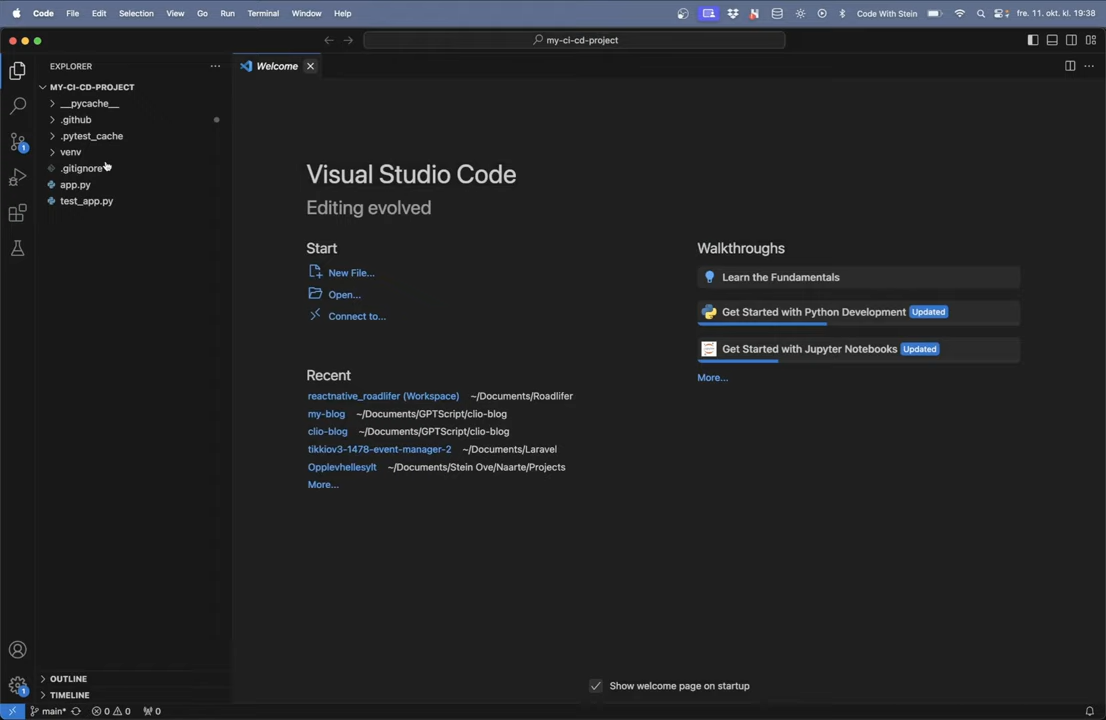 Code File Edit Selection View Go Run Terminal Window Help Code With Stein fre. 11. okt. kl. 19:38
my-ci-cd-project
EXPLORER
Welcome
MY-CI-CD-PROJECT
__pycache__
.github
.pytest_cache
venv
.gitignore
app.py
test_app.py
Visual Studio Code
Editing evolved
Start
New File...
Open...
Connect to...
Recent
reactnative_roadlifer (Workspace) ~/Documents/Roadlifer
my-blog ~/Documents/GPTScript/clio-blog
clio-blog ~/Documents/GPTScript
tikkiov3-1478-event-manager-2 ~/Documents/Laravel
Opplevhellesylt ~/Documents/Stein Ove/Naarte/Projects
More...
Walkthroughs
Learn the Fundamentals
Get Started with Python Development Updated
Get Started with Jupyter Notebooks Updated
More...
Show welcome page on startup
OUTLINE
TIMELINE
1
1
main* 0 0 0